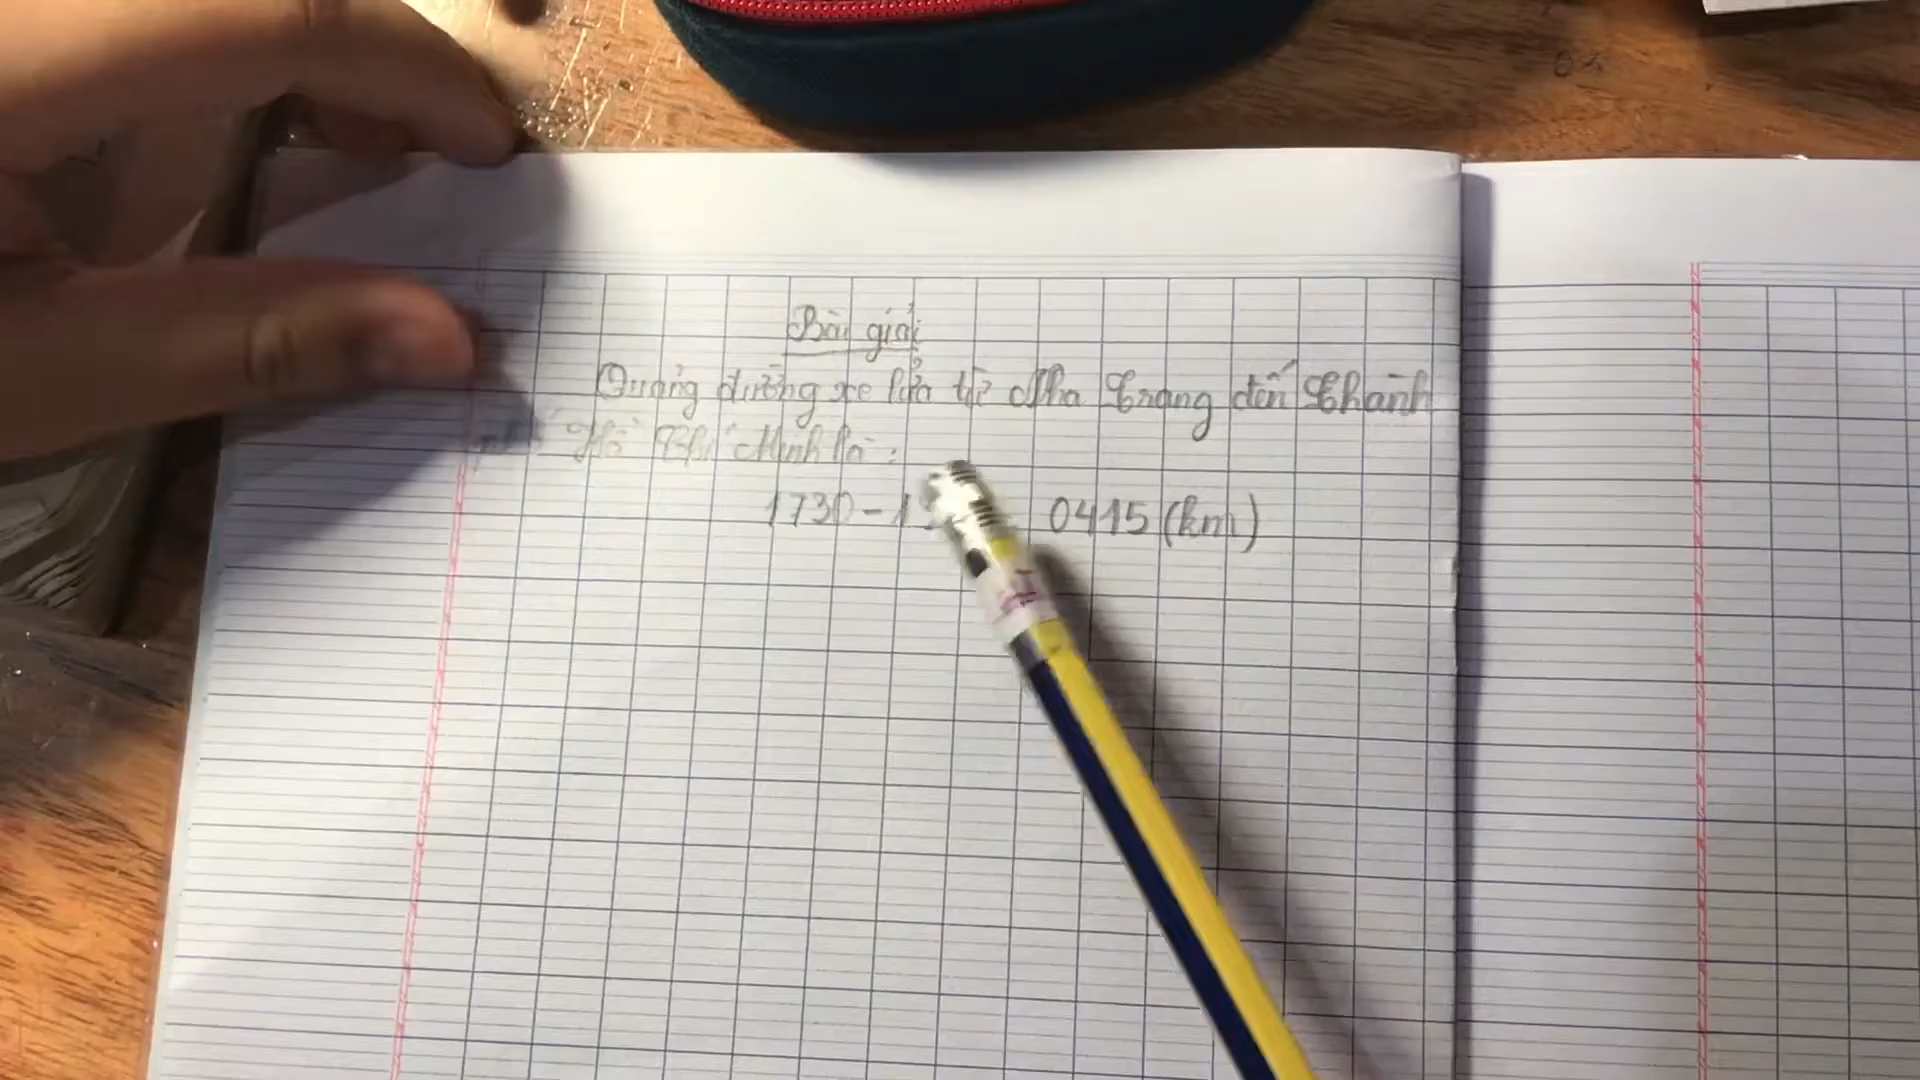 Bài giải
Quảng đường xe lửa từ Nha Trang đến Thành
phố Hồ Chí Minh là:
1730 - 1 0415 (km)